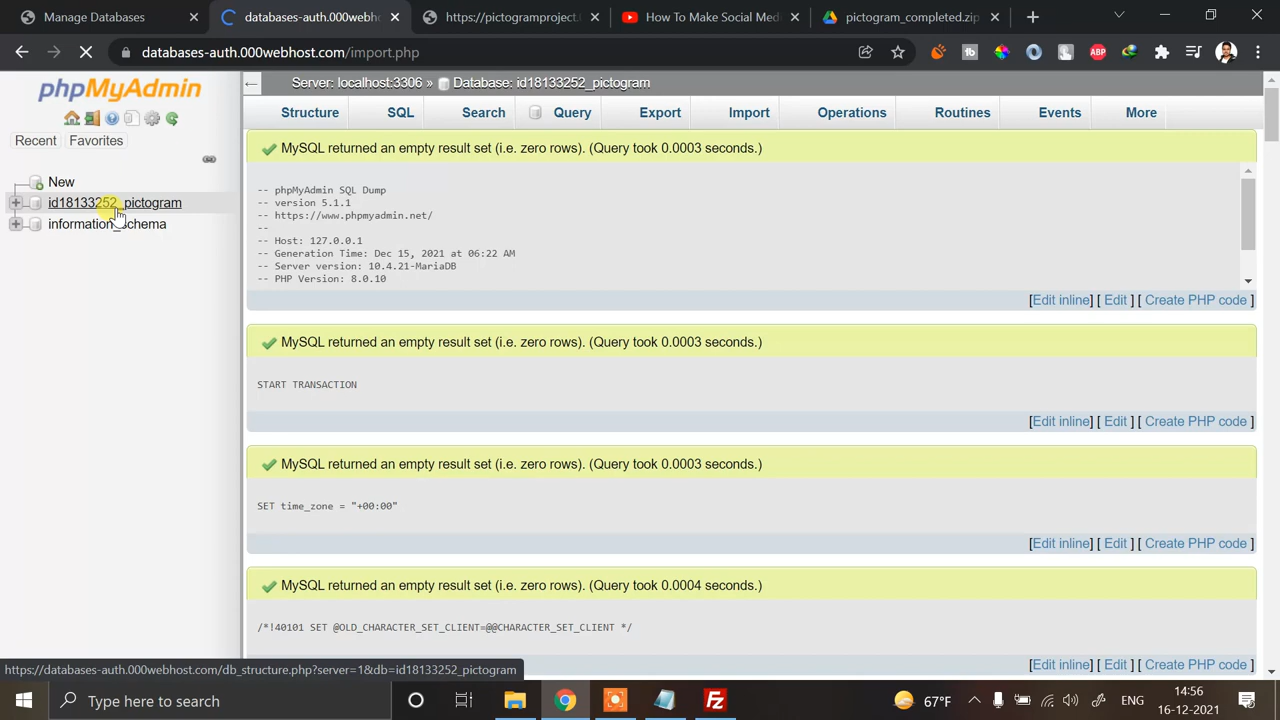 Manage Databases
databases-auth.000webh
https://pictogramproject.
How To Make Social Med
pictogram_completed.zip
databases-auth.000webhost.com/import.php
phpMyAdmin
Server: localhost:3306 » Database: id18133252_pictogram
Structure SQL Search Query Export Import Operations Routines Events More
Recent Favorites
New
id18133252_pictogram
information_schema
MySQL returned an empty result set (i.e. zero rows). (Query took 0.0003 seconds.)
-- phpMyAdmin SQL Dump
-- version 5.1.1
-- https://www.phpmyadmin.net/
--
-- Host: 127.0.0.1
-- Generation Time: Dec 15, 2021 at 06:22 AM
-- Server version: 10.4.21-MariaDB
-- PHP Version: 8.0.10
[Edit inline] [ Edit ] [ Create PHP code ]
MySQL returned an empty result set (i.e. zero rows). (Query took 0.0003 seconds.)
START TRANSACTION
[Edit inline] [ Edit ] [ Create PHP code ]
MySQL returned an empty result set (i.e. zero rows). (Query took 0.0003 seconds.)
SET time_zone = "+00:00"
[Edit inline] [ Edit ] [ Create PHP code ]
MySQL returned an empty result set (i.e. zero rows). (Query took 0.0004 seconds.)
/*!40101 SET @OLD_CHARACTER_SET_CLIENT=@@CHARACTER_SET_CLIENT */
[Edit inline] [ Edit ] [ Create PHP code ]
https://databases-auth.000webhost.com/db_structure.php?server=1&db=id18133252_pictogram
Type here to search
67°F
ENG
14:56
16-12-2021